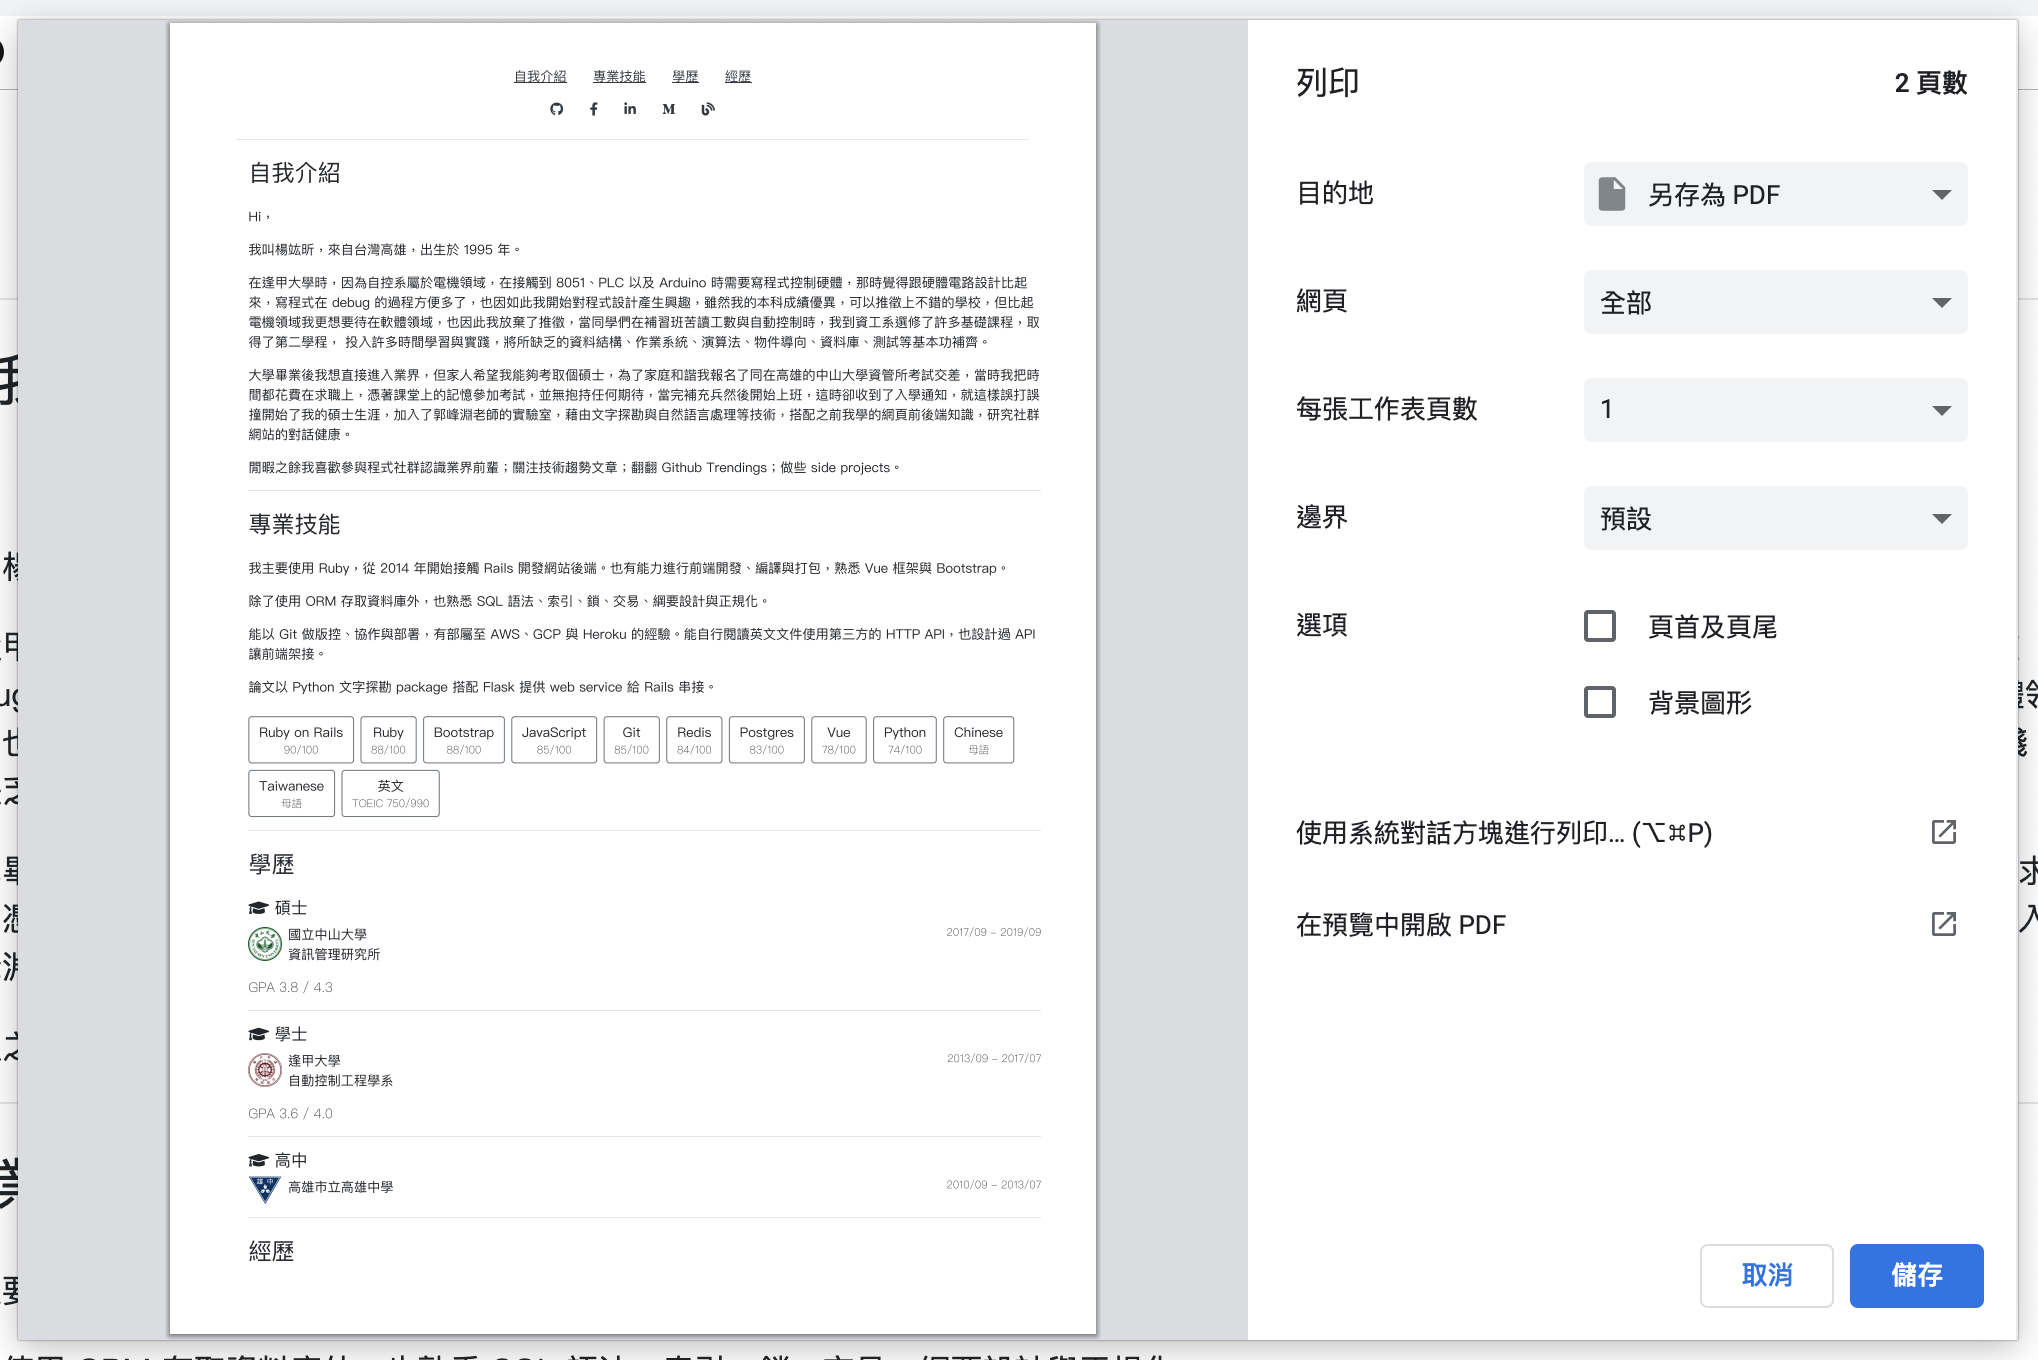 自我介紹 專業技能 學歷 經歷
自我介紹
Hi，
我叫楊竑昕，來自台灣高雄，出生於 1995 年。
在逢甲大學時，因為自控系屬於電機領域，在接觸到 8051、PLC 以及 Arduino 時需要寫程式控制硬體，那時覺得跟硬體電路設計比起
來，寫程式在 debug 的過程方便多了，也因如此我開始對程式設計產生興趣，雖然我的本科成績優異，可以推徵上不錯的學校，但比起
電機領域我更想要待在軟體領域，也因此我放棄了推徵，當同學們在補習班苦讀工數與自動控制時，我到資工系選修了許多基礎課程，取
得了第二學程， 投入許多時間學習與實踐，將所缺乏的資料結構、作業系統、演算法、物件導向、資料庫、測試等基本功補齊。
大學畢業後我想直接進入業界，但家人希望我能夠考取個碩士，為了家庭和諧我報名了同在高雄的中山大學資管所考試交差，當時我把時
間都花費在求職上，憑著課堂上的記憶參加考試，並無抱持任何期待，當完補充兵然後開始上班，這時卻收到了入學通知，就這樣誤打誤
撞開始了我的碩士生涯，加入了郭峰淵老師的實驗室，藉由文字探勘與自然語言處理等技術，搭配之前我學的網頁前後端知識，研究社群
網站的對話健康。
閒暇之餘我喜歡參與程式社群認識業界前輩；關注技術趨勢文章；翻翻 Github Trendings；做些 side projects。
專業技能
我主要使用 Ruby，從 2014 年開始接觸 Rails 開發網站後端。也有能力進行前端開發、編譯與打包，熟悉 Vue 框架與 Bootstrap。
除了使用 ORM 存取資料庫外，也熟悉 SQL 語法、索引、鎖、交易、綱要設計與正規化。
能以 Git 做版控、協作與部署，有部屬至 AWS、GCP 與 Heroku 的經驗。能自行閱讀英文文件使用第三方的 HTTP API，也設計過 API
讓前端架接。
論文以 Python 文字探勘 package 搭配 Flask 提供 web service 給 Rails 串接。
Ruby on Rails Ruby Bootstrap JavaScript Git Redis Postgres Vue Python Chinese
90/100 88/100 88/100 85/100 85/100 84/100 83/100 78/100 74/100 母語
Taiwanese 英文
母語 TOEIC 750/990
學歷
碩士
國立中山大學 2017/09 – 2019/09
資訊管理研究所
GPA 3.8 / 4.3
學士
逢甲大學 2013/09 – 2017/07
自動控制工程學系
GPA 3.6 / 4.0
高中
高雄市立高雄中學 2010/09 – 2013/07
經歷
列印 2 頁數
目的地 另存為 PDF
網頁 全部
每張工作表頁數 1
邊界 預設
選項 頁首及頁尾
背景圖形
使用系統對話方塊進行列印... (⌥⌘P)
在預覽中開啟 PDF
取消 儲存